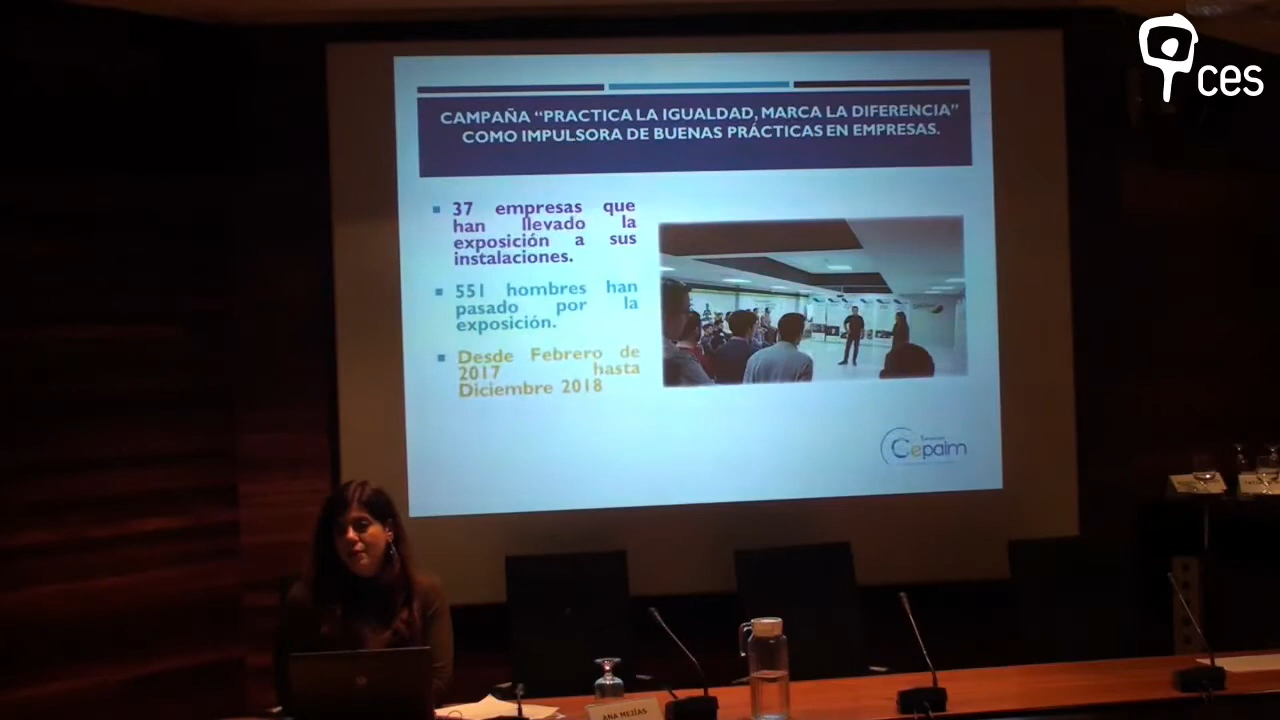 ces
CAMPAÑA “PRACTICA LA IGUALDAD, MARCA LA DIFERENCIA”
COMO IMPULSORA DE BUENAS PRÁCTICAS EN EMPRESAS.
37 empresas que
han llevado la
exposición a sus
instalaciones.
551 hombres han
pasado por la
exposición.
Desde Febrero de
2017 hasta
Diciembre 2018
Cepaim
ANA MEJÍAS